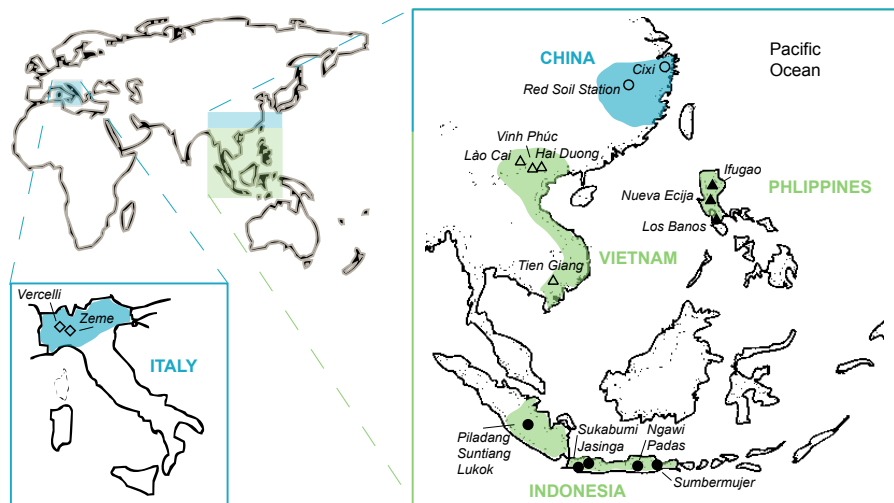 CHINA
Cixi
Red Soil Station
Pacific
Ocean
Vinh Phúc
Lào Cai
Hai Duong
Ifugao
Nueva Ecija
PHLIPPINES
Los Banos
VIETNAM
Tien Giang
Vercelli
Zeme
ITALY
Piladang
Suntiang
Lukok
Sukabumi
Jasinga
Ngawi
Padas
Sumbermujer
INDONESIA